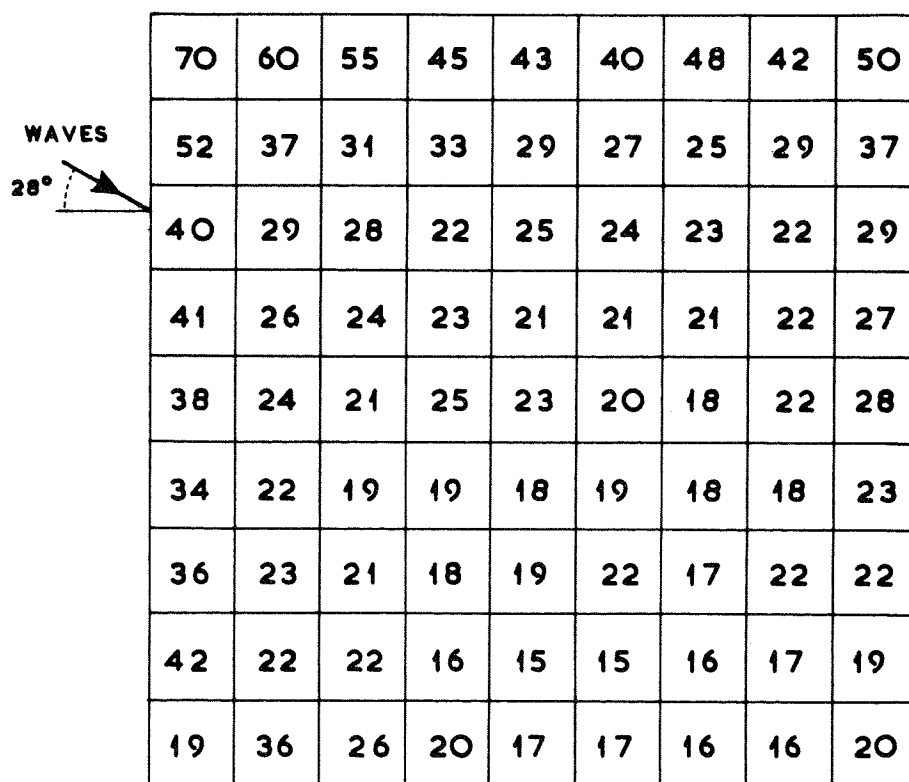 70 60 55 45 43 40 48 42 50
WAVES
52 37 31 33 29 27 25 29 37
28°
40 29 28 22 25 24 23 22 29
41 26 24 23 21 21 21 22 27
38 24 21 25 23 20 18 22 28
34 22 19 19 18 19 18 18 23
36 23 21 18 19 22 17 22 22
42 22 22 16 15 15 16 17 19
19 36 26 20 17 17 16 16 20